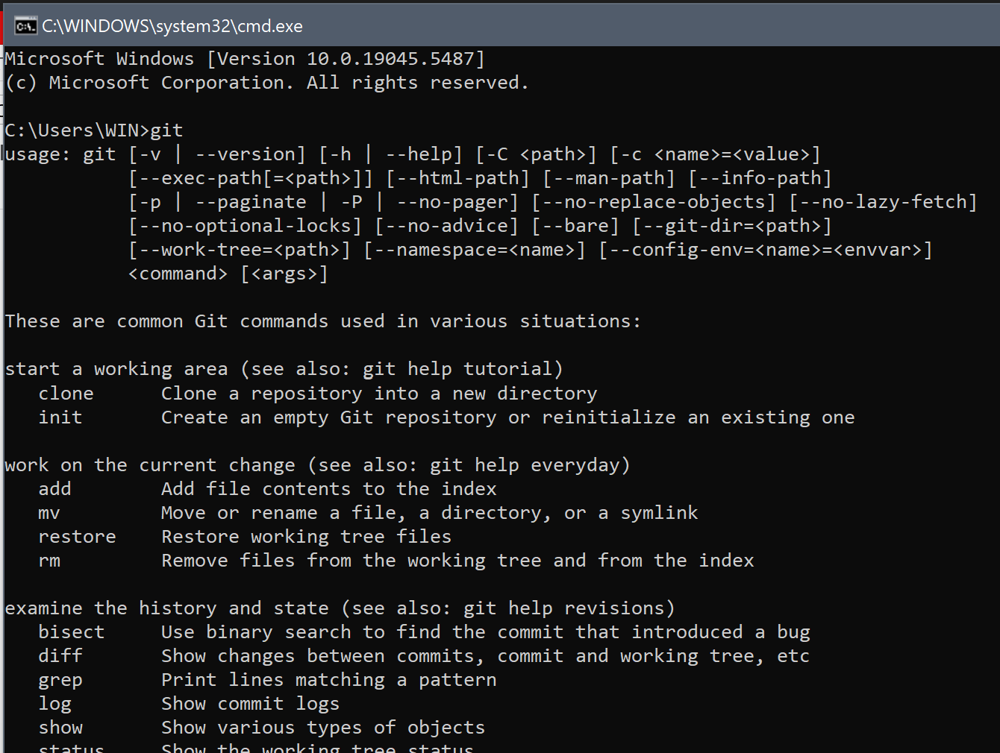 C:\WINDOWS\system32\cmd.exe
Microsoft Windows [Version 10.0.19045.5487]
(c) Microsoft Corporation. All rights reserved.
C:\Users\WIN>git
usage: git [-v | --version] [-h | --help] [-C <path>] [-c <name>=<value>]
[--exec-path[=<path>]] [--html-path] [--man-path] [--info-path]
[-p | --paginate | -P | --no-pager] [--no-replace-objects] [--no-lazy-fetch]
[--no-optional-locks] [--no-advice] [--bare] [--git-dir=<path>]
[--work-tree=<path>] [--namespace=<name>] [--config-env=<name>=<envvar>]
<command> [<args>]
These are common Git commands used in various situations:
start a working area (see also: git help tutorial)
clone Clone a repository into a new directory
init Create an empty Git repository or reinitialize an existing one
work on the current change (see also: git help everyday)
add Add file contents to the index
mv Move or rename a file, a directory, or a symlink
restore Restore working tree files
rm Remove files from the working tree and from the index
examine the history and state (see also: git help revisions)
bisect Use binary search to find the commit that introduced a bug
diff Show changes between commits, commit and working tree, etc
grep Print lines matching a pattern
log Show commit logs
show Show various types of objects
status Show the working tree status